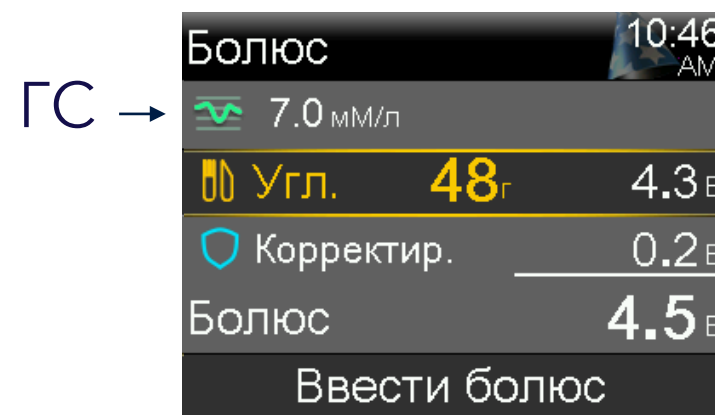 Болюс 10:46 AM
ГС → 7.0 мМ/л
Угл. 48г 4.3
Корректир. 0.2
Болюс 4.5
Ввести болюс